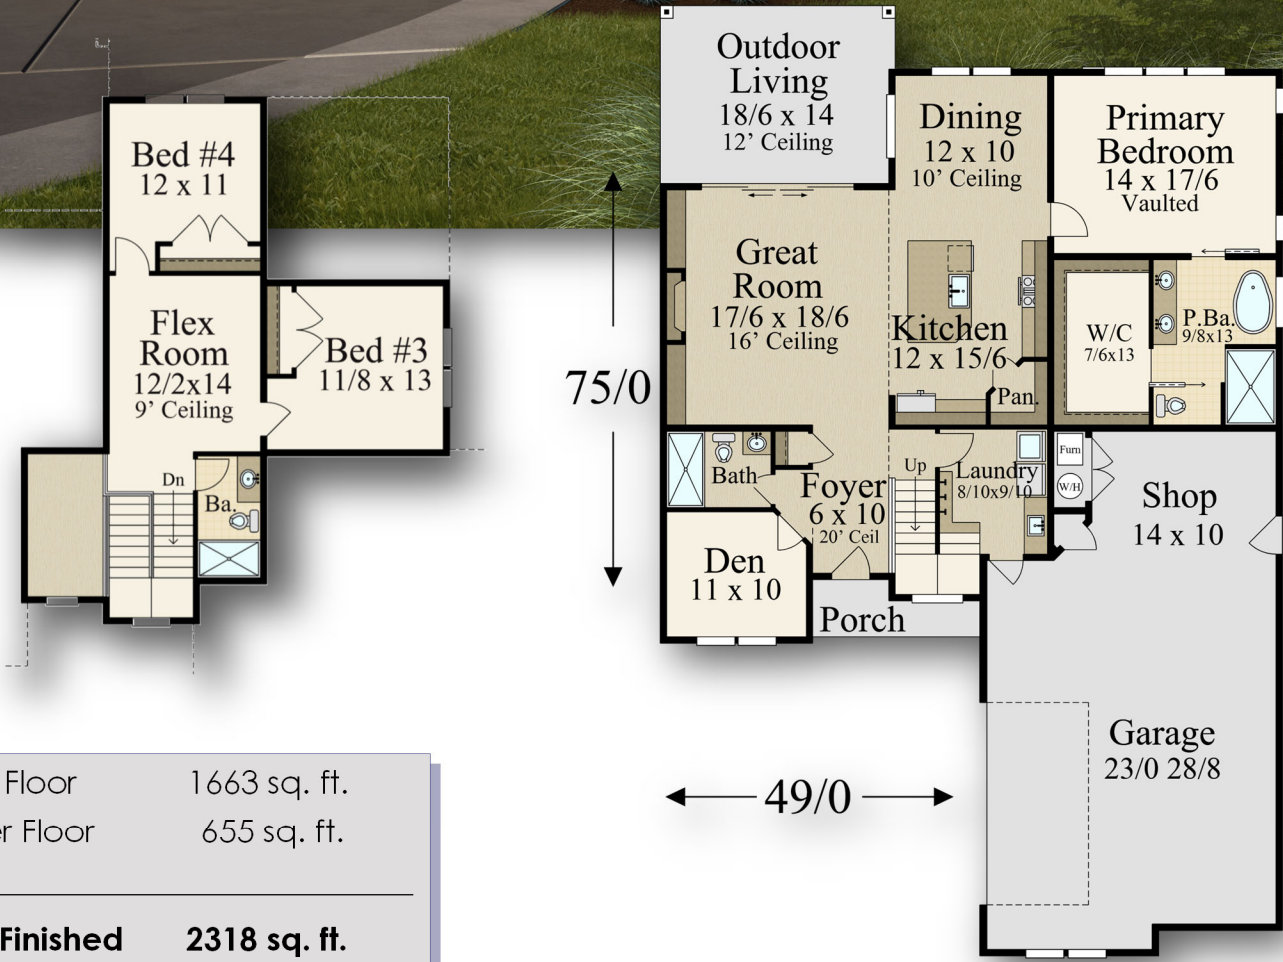 Bed #4
12 x 11
Flex
Room
12/2x14
9' Ceiling
Bed #3
11/8 x 13
Dn
Ba.
Floor 1663 sq. ft.
er Floor 655 sq. ft.
Finished 2318 sq. ft.
Outdoor
Living
18/6 x 14
12' Ceiling
Dining
12 x 10
10' Ceiling
Primary
Bedroom
14 x 17/6
Vaulted
Great
Room
17/6 x 18/6
16' Ceiling
Kitchen
12 x 15/6
Pan.
W/C
7/6x13
P.Ba.
9/8x13
75/0
Bath
Foyer
6 x 10
20' Ceil
Up
Laundry
8/10x9/10
Furn
W/H
Shop
14 x 10
Den
11 x 10
Porch
Garage
23/0 28/8
49/0